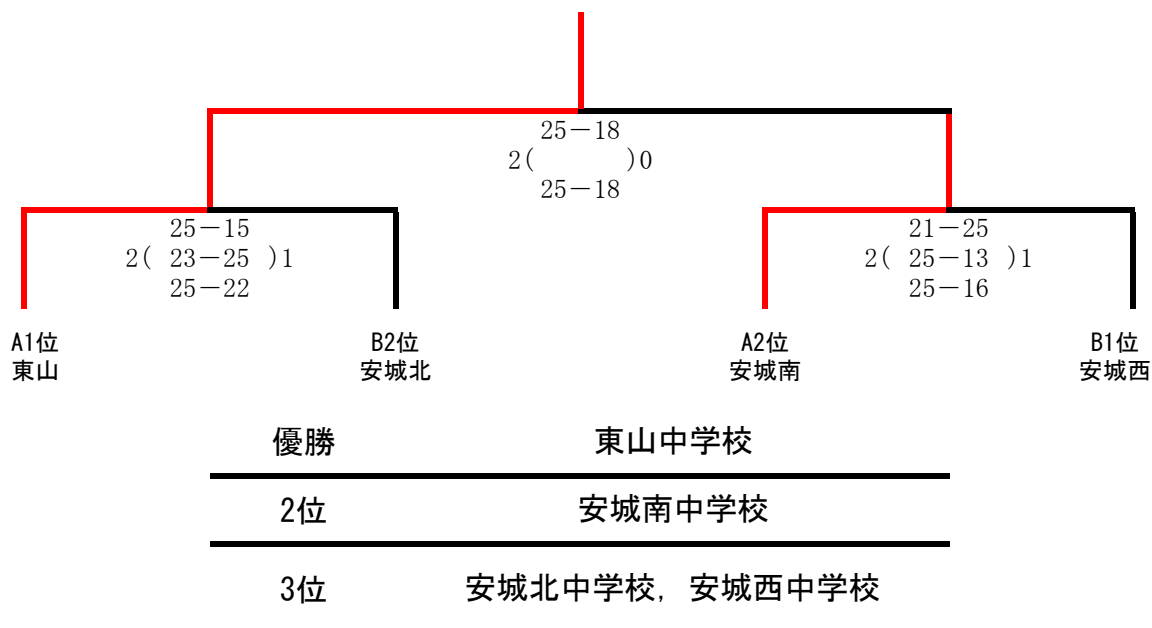 25－18
2(　　　)0
25－18
25－15
2( 23－25 )1
25－22
21－25
2( 25－13 )1
25－16
A1位
東山
B2位
安城北
A2位
安城南
B1位
安城西
優勝 東山中学校
2位 安城南中学校
3位 安城北中学校, 安城西中学校